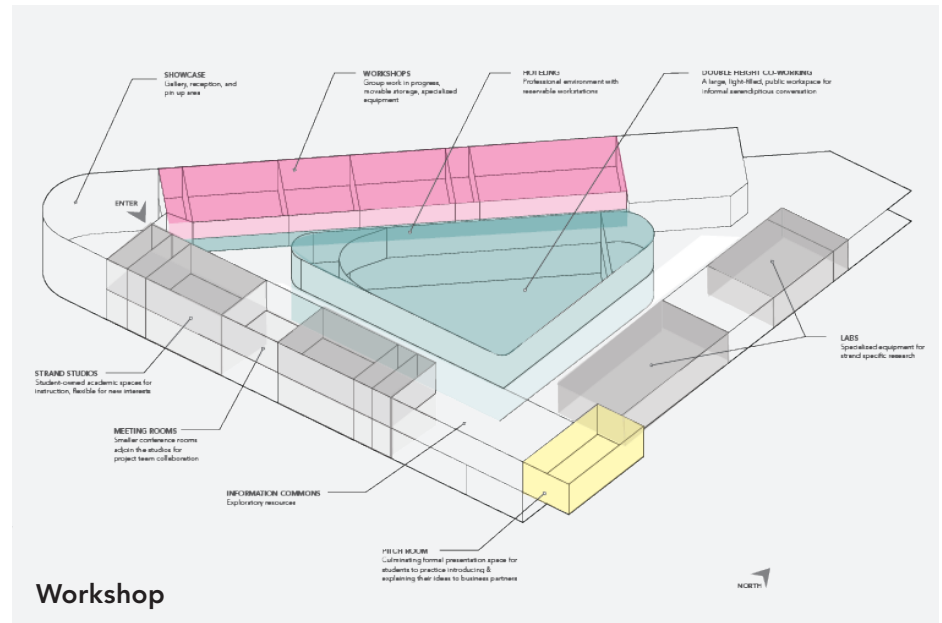 SHOWCASE
Gallery, reception, and
pin up area
WORKSHOPS
Group work in progress,
movable storage, specialized
equipment
HOTELING
Professional environment with
reservable workstations
DOUBLE HEIGHT CO-WORKING
A large, light-filled, public workspace for
informal serendipitous conversation
ENTER
STRAND STUDIOS
Student-owned academic spaces for
instruction, flexible for new interests
MEETING ROOMS
Smaller conference rooms
adjoin the studios for
project team collaboration
INFORMATION COMMONS
Exploratory resources
LABS
Specialized equipment for
strand specific research
PITCH ROOM
Culminating formal presentation space for
students to practice introducing &
explaining their ideas to business partners
Workshop
NORTH